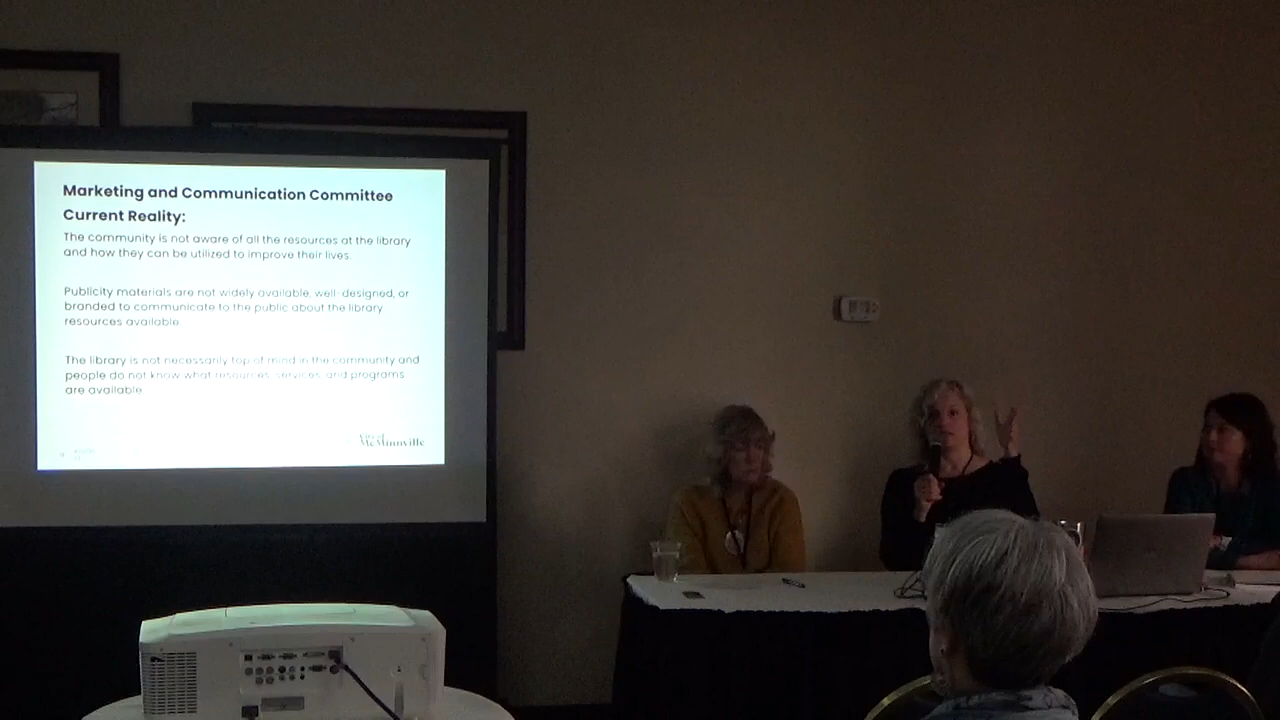 Marketing and Communication Committee
Current Reality:
The community is not aware of all the resources at the library
and how they can be utilized to improve their lives.
Publicity materials are not widely available, well-designed, or
branded to communicate to the public about the library
resources available.
The library is not necessarily top of mind in the community and
people do not know what resources, services, and programs
are available.
City of
McMinnville